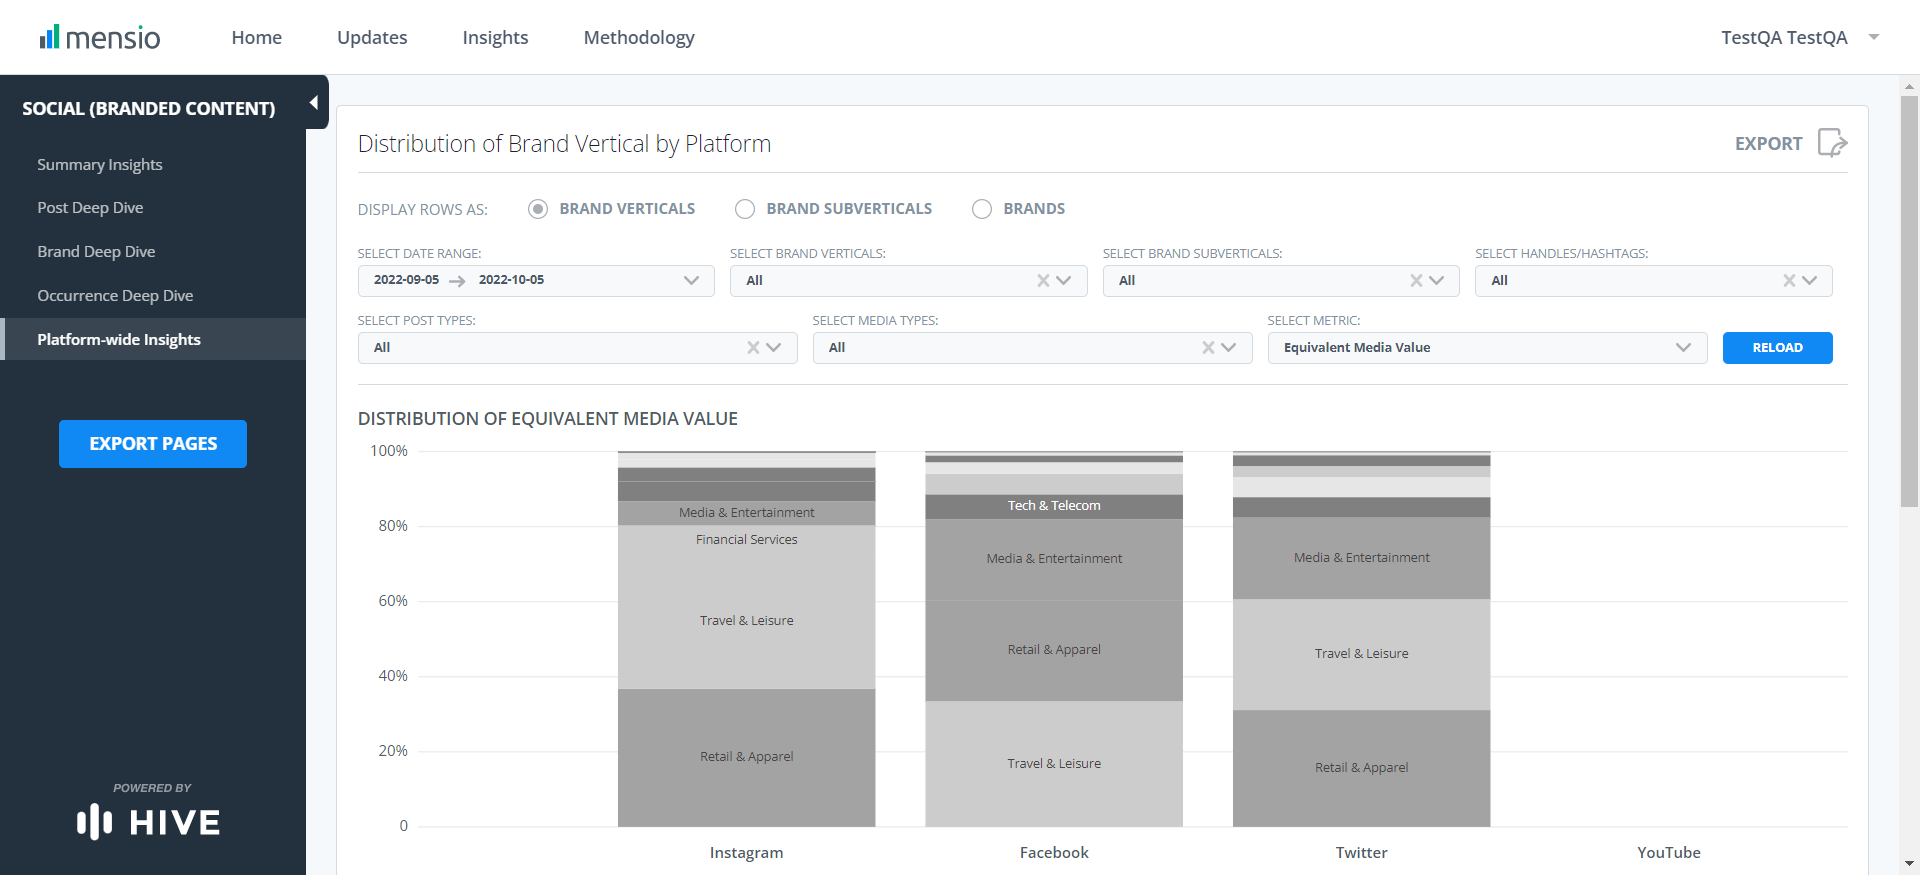 mensio
Home Updates Insights Methodology
TestQA TestQA
SOCIAL (BRANDED CONTENT)
Summary Insights
Post Deep Dive
Brand Deep Dive
Occurrence Deep Dive
Platform-wide Insights
EXPORT PAGES
POWERED BY
HIVE
Distribution of Brand Vertical by Platform
EXPORT
DISPLAY ROWS AS: BRAND VERTICALS BRAND SUBVERTICALS BRANDS
SELECT DATE RANGE: SELECT BRAND VERTICALS: SELECT BRAND SUBVERTICALS: SELECT HANDLES/HASHTAGS:
2022-09-05 → 2022-10-05 All All All
SELECT POST TYPES: SELECT MEDIA TYPES: SELECT METRIC:
All All Equivalent Media Value RELOAD
DISTRIBUTION OF EQUIVALENT MEDIA VALUE
100%
80%
60%
40%
20%
0
Media & Entertainment
Financial Services
Travel & Leisure
Retail & Apparel
Tech & Telecom
Media & Entertainment
Retail & Apparel
Travel & Leisure
Media & Entertainment
Travel & Leisure
Retail & Apparel
Instagram Facebook Twitter YouTube